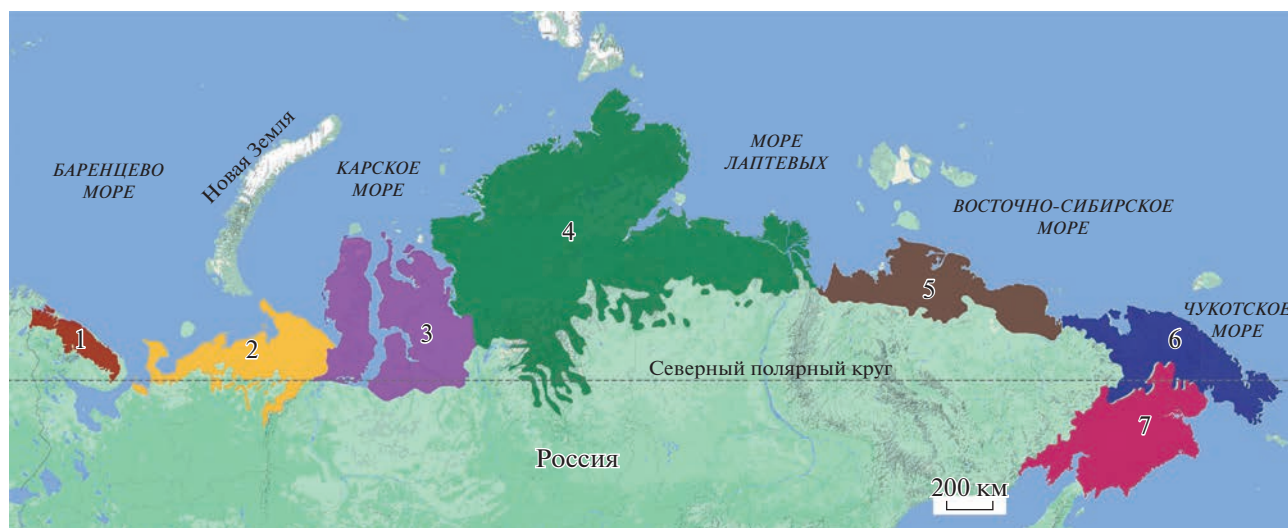 БАРЕНЦЕВО
МОРЕ
Новая Земля
КАРСКОЕ
МОРЕ
МОРЕ
ЛАПТЕВЫХ
ВОСТОЧНО-СИБИРСКОЕ
МОРЕ
ЧУКОТСКОЕ
МОРЕ
1
2
3
4
5
6
7
Северный полярный круг
Россия
200 км